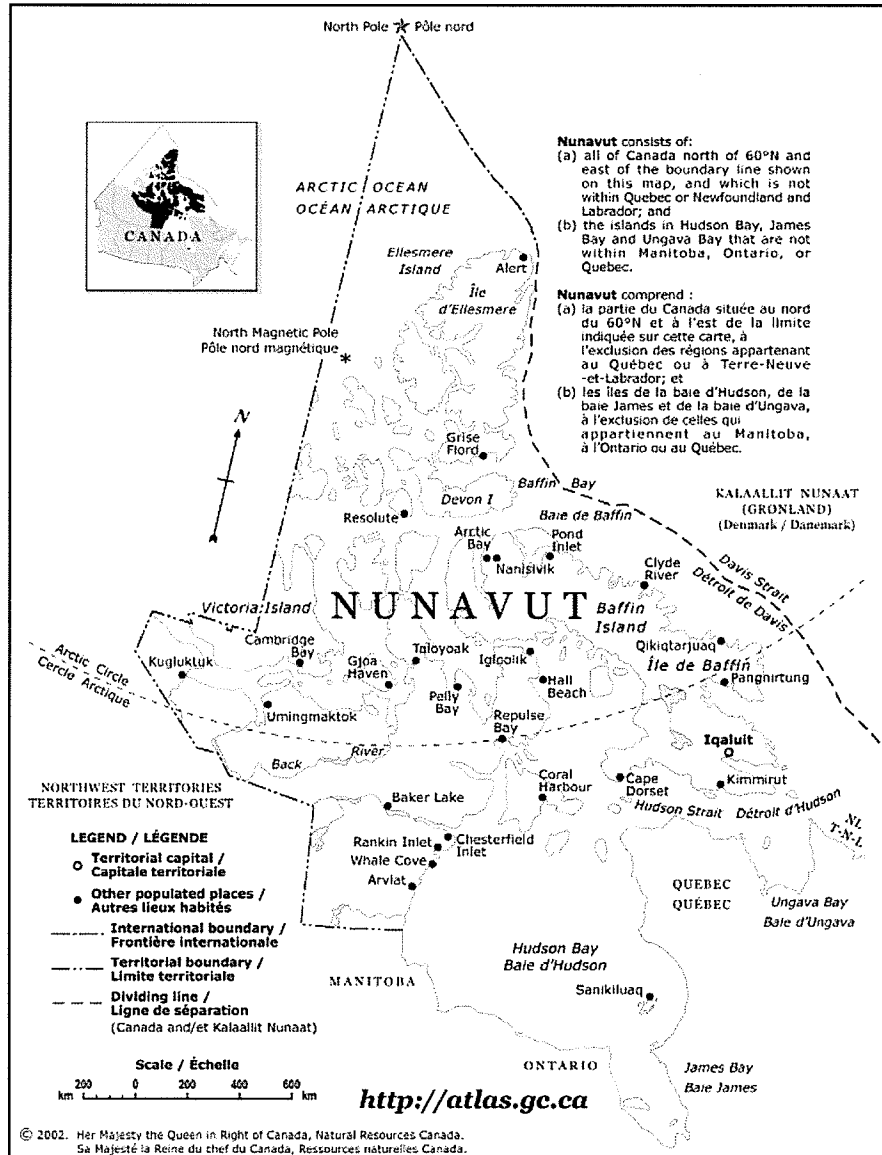 North Pole Pôle nord
CANADA
ARCTIC OCEAN
OCÉAN ARCTIQUE
Nunavut consists of:
(a) all of Canada north of 60°N and
east of the boundary line shown
on this map, and which is not
within Quebec or Newfoundland and
Labrador; and
(b) the islands in Hudson Bay, James
Bay and Ungava Bay that are not
within Manitoba, Ontario, or
Quebec.
Nunavut comprend :
(a) la partie du Canada située au nord
du 60°N et à l'est de la limite
indiquée sur cette carte, à
l'exclusion des régions appartenant
au Québec ou à Terre-Neuve
-et-Labrador; et
(b) les îles de la baie d'Hudson, de la
baie James et de la baie d'Ungava,
à l'exclusion de celles qui
appartiennent au Manitoba,
à l'Ontario ou au Québec.
Ellesmere
Island
Alert
Île
d'Ellesmere
North Magnetic Pole
Pôle nord magnétique
N
Grise
Fiord
Devon I
Baffin Bay
Baie de Baffin
KALAALLIT NUNAAT
(GRØNLAND)
(Denmark / Danemark)
Resolute
Arctic
Bay
Nanisivik
Pond
Inlet
Clyde
River
Davis Strait
Détroit de Davis
Victoria Island
NUNAVUT
Baffin
Island
Arctic Circle
Cercle Arctique
Kugluktuk
Cambridge
Bay
Gjoa
Haven
Taloyoak
Igloolik
Qikiqtarjuaq
Île de Baffin
Pangnirtung
Hall
Beach
Pelly
Bay
Umingmaktok
Repulse
Bay
Iqaluit
Back River
NORTHWEST TERRITORIES
TERRITOIRES DU NORD-OUEST
Baker Lake
Coral
Harbour
Cape
Dorset
Kimmirut
Hudson Strait Détroit d'Hudson
NL
T-N-L
Rankin Inlet
Chesterfield
Inlet
Whale Cove
Arviat
QUEBEC
QUÉBEC
Ungava Bay
Baie d'Ungava
LEGEND / LÉGENDE
Territorial capital /
Capitale territoriale
Other populated places /
Autres lieux habités
International boundary /
Frontière internationale
Territorial boundary /
Limite territoriale
Dividing line /
Ligne de séparation
(Canada and/et Kalaallit Nunaat)
MANITOBA
Hudson Bay
Baie d'Hudson
Sanikiluaq
ONTARIO
James Bay
Baie James
Scale / Échelle
200 0 200 400 600
km km
http://atlas.gc.ca
© 2002. Her Majesty the Queen in Right of Canada, Natural Resources Canada.
Sa Majesté la Reine du chef du Canada, Ressources naturelles Canada.